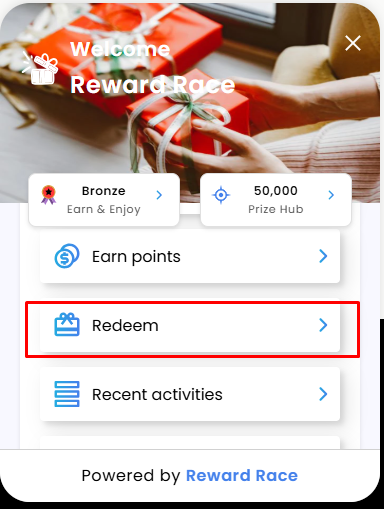 Welcome
Reward Race
Bronze
Earn & Enjoy
50,000
Prize Hub
Earn points
Redeem
Recent activities
Powered by Reward Race